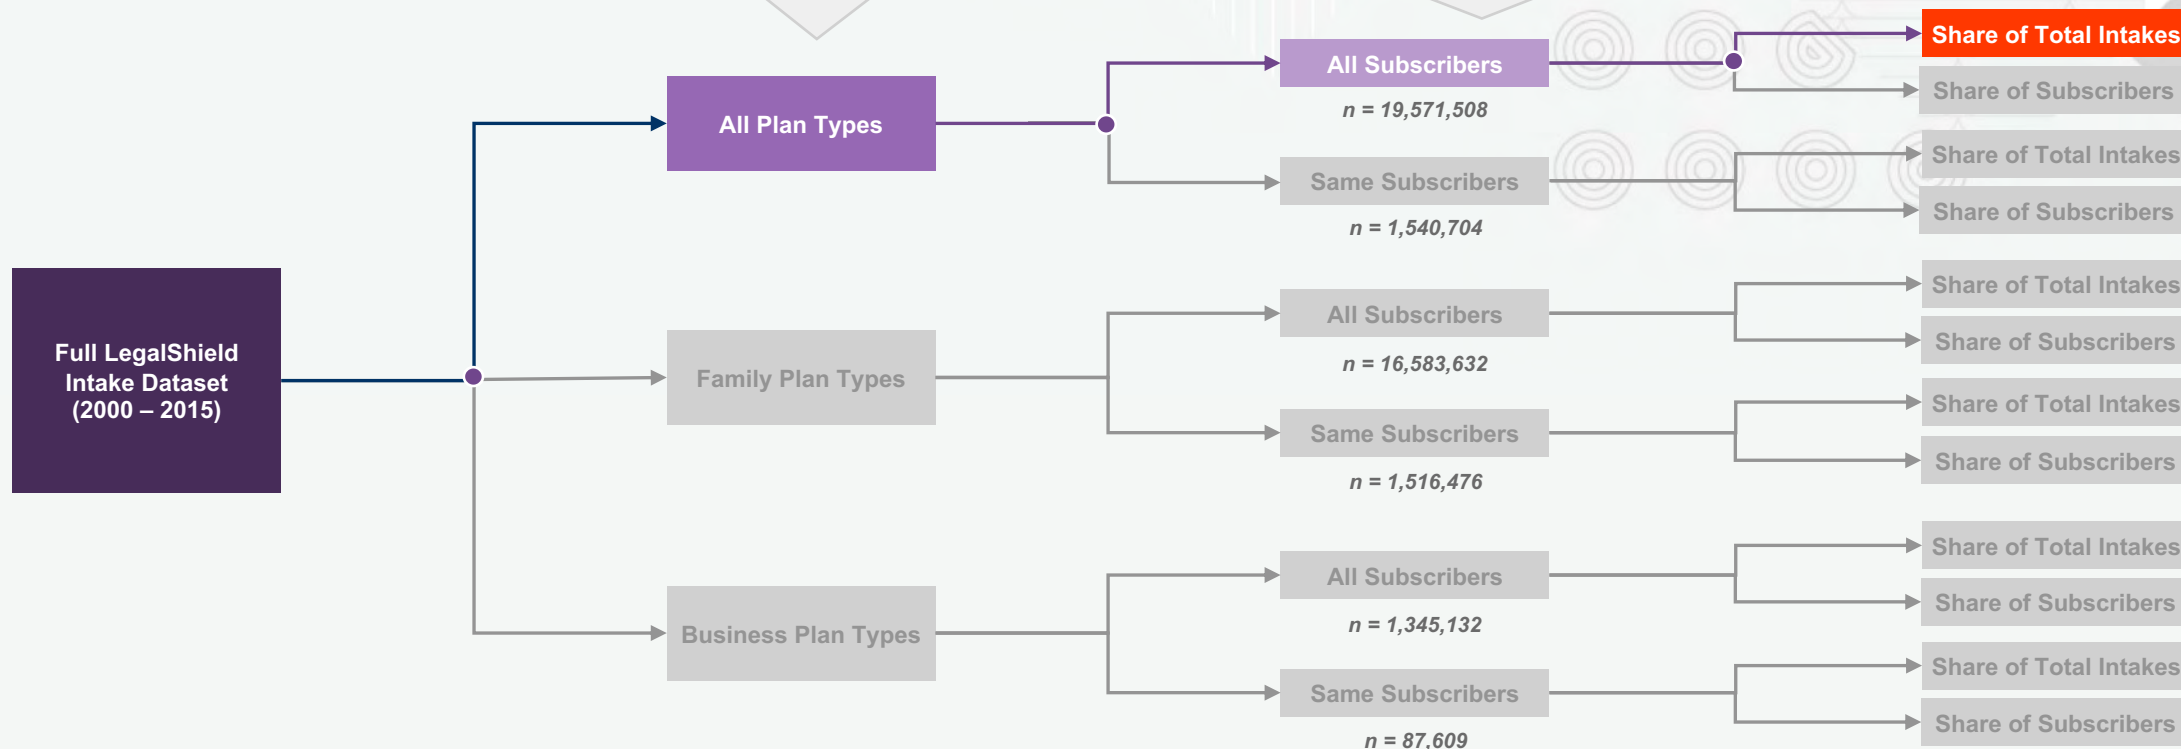 Full LegalShield
Intake Dataset
(2000 – 2015)
All Plan Types
All Subscribers
n = 19,571,508
Share of Total Intakes
Share of Subscribers
Same Subscribers
n = 1,540,704
Share of Total Intakes
Share of Subscribers
Family Plan Types
All Subscribers
n = 16,583,632
Share of Total Intakes
Share of Subscribers
Same Subscribers
n = 1,516,476
Share of Total Intakes
Share of Subscribers
Business Plan Types
All Subscribers
n = 1,345,132
Share of Total Intakes
Share of Subscribers
Same Subscribers
n = 87,609
Share of Total Intakes
Share of Subscribers